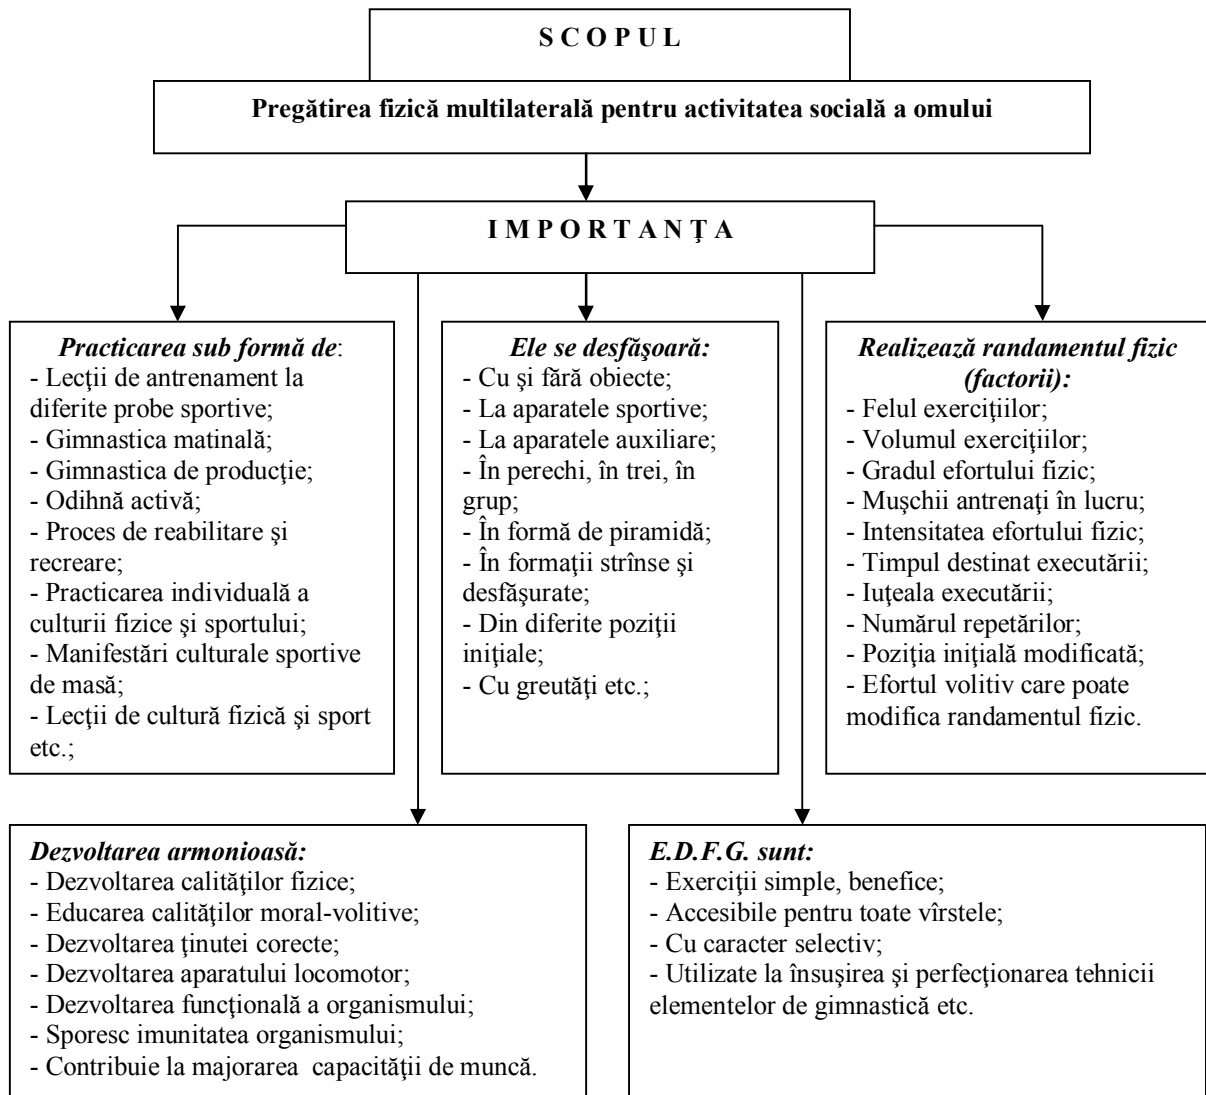 S C O P U L
Pregătirea fizică multilaterală pentru activitatea socială a omului
I M P O R T A N Ţ A
Practicarea sub formă de:
- Lecţii de antrenament la
diferite probe sportive;
- Gimnastica matinală;
- Gimnastica de producţie;
- Odihnă activă;
- Proces de reabilitare şi
recreare;
- Practicarea individuală a
culturii fizice şi sportului;
- Manifestări culturale sportive
de masă;
- Lecţii de cultură fizică şi sport
etc.;
Ele se desfăşoară:
- Cu şi fără obiecte;
- La aparatele sportive;
- La aparatele auxiliare;
- În perechi, în trei, în
grup;
- În formă de piramidă;
- În formaţii strînse şi
desfăşurate;
- Din diferite poziţii
iniţiale;
- Cu greutăţi etc.;
Realizează randamentul fizic
(factorii):
- Felul exerciţiilor;
- Volumul exerciţiilor;
- Gradul efortului fizic;
- Muşchii antrenaţi în lucru;
- Intensitatea efortului fizic;
- Timpul destinat executării;
- Iuţeala executării;
- Numărul repetărilor;
- Poziţia iniţială modificată;
- Efortul volitiv care poate
modifica randamentul fizic.
Dezvoltarea armonioasă:
- Dezvoltarea calităţilor fizice;
- Educarea calităţilor moral-volitive;
- Dezvoltarea ţinutei corecte;
- Dezvoltarea aparatului locomotor;
- Dezvoltarea funcţională a organismului;
- Sporesc imunitatea organismului;
- Contribuie la majorarea capacităţii de muncă.
E.D.F.G. sunt:
- Exerciţii simple, benefice;
- Accesibile pentru toate vîrstele;
- Cu caracter selectiv;
- Utilizate la însuşirea şi perfecţionarea tehnicii
elementelor de gimnastică etc.